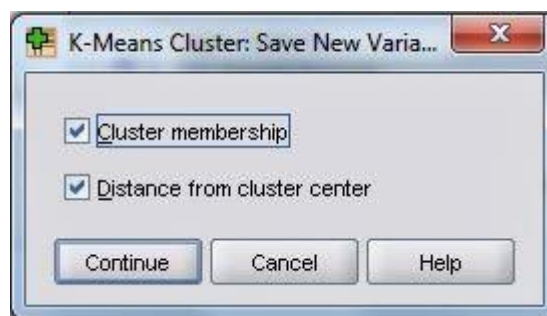 K-Means Cluster: Save New Varia...
Cluster membership
Distance from cluster center
Continue Cancel Help